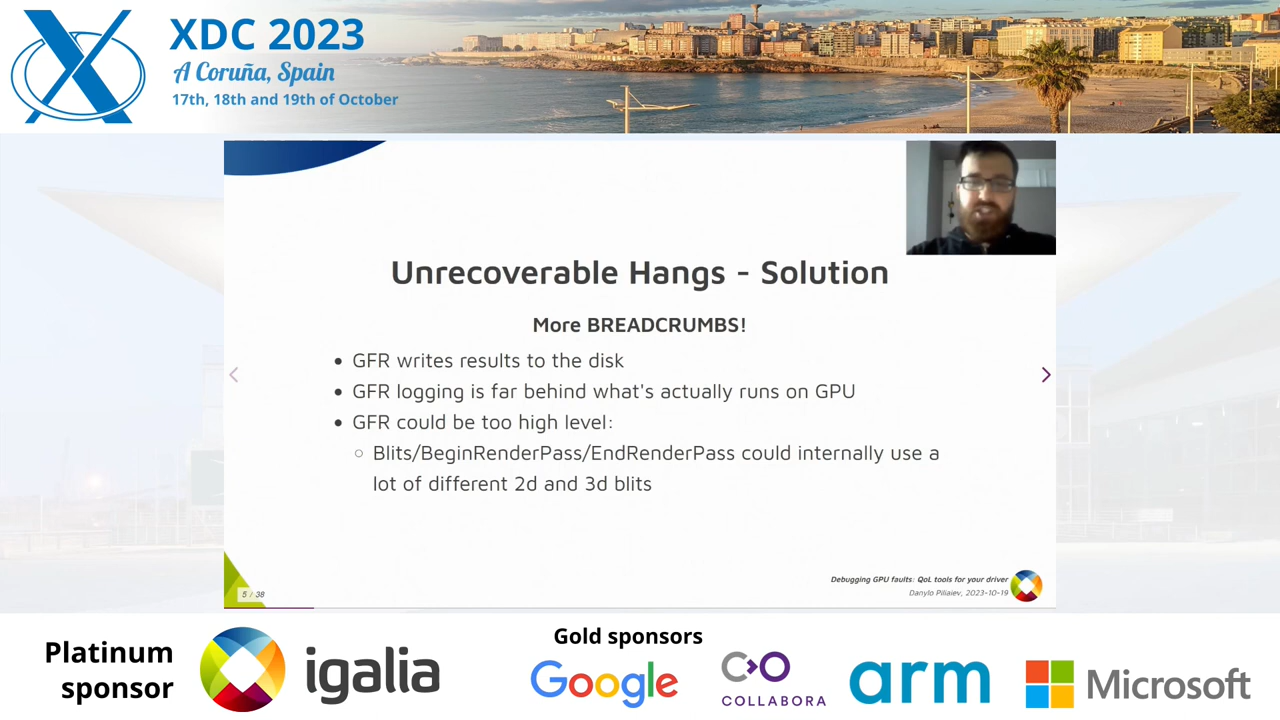 XDC 2023
A Coruña, Spain
17th, 18th and 19th of October
Unrecoverable Hangs - Solution
More BREADCRUMBS!
• GFR writes results to the disk
• GFR logging is far behind what's actually runs on GPU
• GFR could be too high level:
○ Blits/BeginRenderPass/EndRenderPass could internally use a
lot of different 2d and 3d blits
5 / 38
Debugging GPU faults: QoL tools for your driver
Danylo Piliaiev, 2023-10-19
Platinum
sponsor
igalia
Gold sponsors
Google
COLLABORA
arm
Microsoft